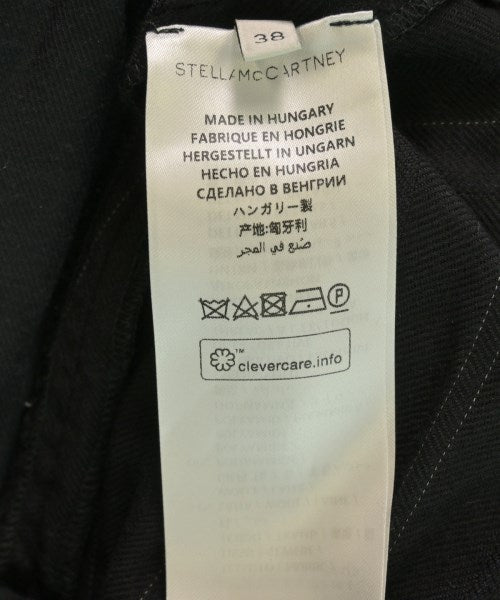 38
STELLAMcCARTNEY
MADE IN HUNGARY
FABRIQUE EN HONGRIE
HERGESTELLT IN UNGARN
HECHO EN HUNGRIA
СДЕЛАНО В ВЕНГРИИ
ハンガリー製
产地:匈牙利
صنع في المجر
P
™
clevercare.info